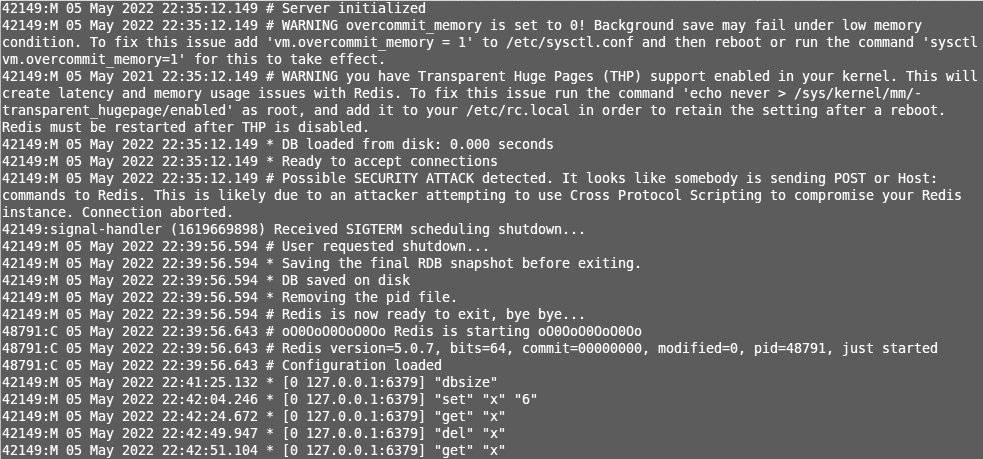 42149:M 05 May 2022 22:35:12.149 # Server initialized
42149:M 05 May 2022 22:35:12.149 # WARNING overcommit_memory is set to 0! Background save may fail under low memory
condition. To fix this issue add 'vm.overcommit_memory = 1' to /etc/sysctl.conf and then reboot or run the command 'sysctl
vm.overcommit_memory=1' for this to take effect.
42149:M 05 May 2021 22:35:12.149 # WARNING you have Transparent Huge Pages (THP) support enabled in your kernel. This will
create latency and memory usage issues with Redis. To fix this issue run the command 'echo never > /sys/kernel/mm/-
transparent_hugepage/enabled' as root, and add it to your /etc/rc.local in order to retain the setting after a reboot.
Redis must be restarted after THP is disabled.
42149:M 05 May 2022 22:35:12.149 * DB loaded from disk: 0.000 seconds
42149:M 05 May 2022 22:35:12.149 * Ready to accept connections
42149:M 05 May 2022 22:35:12.149 # Possible SECURITY ATTACK detected. It looks like somebody is sending POST or Host:
commands to Redis. This is likely due to an attacker attempting to use Cross Protocol Scripting to compromise your Redis
instance. Connection aborted.
42149:signal-handler (1619669898) Received SIGTERM scheduling shutdown...
42149:M 05 May 2022 22:39:56.594 # User requested shutdown...
42149:M 05 May 2022 22:39:56.594 * Saving the final RDB snapshot before exiting.
42149:M 05 May 2022 22:39:56.594 * DB saved on disk
42149:M 05 May 2022 22:39:56.594 * Removing the pid file.
42149:M 05 May 2022 22:39:56.594 # Redis is now ready to exit, bye bye...
48791:C 05 May 2022 22:39:56.643 # oO0OoO0OoO0Oo Redis is starting oO0OoO0OoO0Oo
48791:C 05 May 2022 22:39:56.643 # Redis version=5.0.7, bits=64, commit=00000000, modified=0, pid=48791, just started
48791:C 05 May 2022 22:39:56.643 # Configuration loaded
42149:M 05 May 2022 22:41:25.132 * [0 127.0.0.1:6379] "dbsize"
42149:M 05 May 2022 22:42:04.246 * [0 127.0.0.1:6379] "set" "x" "6"
42149:M 05 May 2022 22:42:24.672 * [0 127.0.0.1:6379] "get" "x"
42149:M 05 May 2022 22:42:49.947 * [0 127.0.0.1:6379] "del" "x"
42149:M 05 May 2022 22:42:51.104 * [0 127.0.0.1:6379] "get" "x"